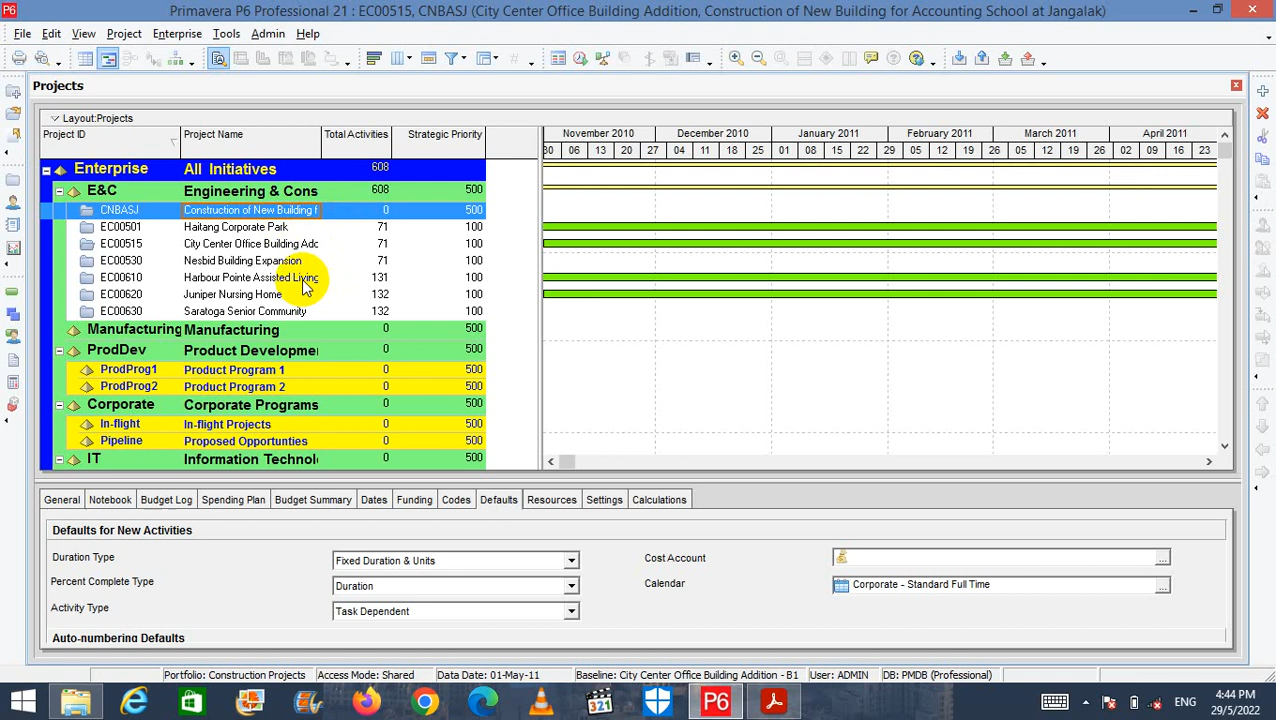 P6 Primavera P6 Professional 21 : EC00515, CNBASJ (City Center Office Building Addition, Construction of New Building for Accounting School at Jangalak)
File Edit View Project Enterprise Tools Admin Help
Projects
Layout:Projects
Project ID Project Name Total Activities Strategic Priority
November 2010 December 2010 January 2011 February 2011 March 2011 April 2011
30 06 13 20 27 04 11 18 25 01 08 15 22 29 05 12 19 26 05 12 19 26 02 09 16 23
Enterprise All Initiatives 608
E&C Engineering & Cons 608 500
CNBASJ Construction of New Building f 0 500
EC00501 Haitang Corporate Park 71 100
EC00515 City Center Office Building Adc 71 100
EC00530 Nesbid Building Expansion 71 100
EC00610 Harbour Pointe Assisted Living 131 100
EC00620 Juniper Nursing Home 132 100
EC00630 Saratoga Senior Community 132 100
Manufacturing Manufacturing 0 500
ProdDev Product Developme 0 500
ProdProg1 Product Program 1
ProdProg2 Product Program 2
Corporate Corporate Programs 0 500
In-flight In-flight Projects
Pipeline Proposed Opportunties
IT Information Technol 0 500
General Notebook Budget Log Spending Plan Budget Summary Dates Funding Codes Defaults Resources Settings Calculations
Defaults for New Activities
Duration Type Fixed Duration & Units Cost Account
Percent Complete Type Duration Calendar Corporate - Standard Full Time
Activity Type Task Dependent
Auto-numbering Defaults
Portfolio: Construction Projects Access Mode: Shared Data Date: 01-May-11 Baseline: City Center Office Building Addition - B1 User: ADMIN DB: PMDB (Professional)
321 P6 ENG 4:44 PM
29/5/2022